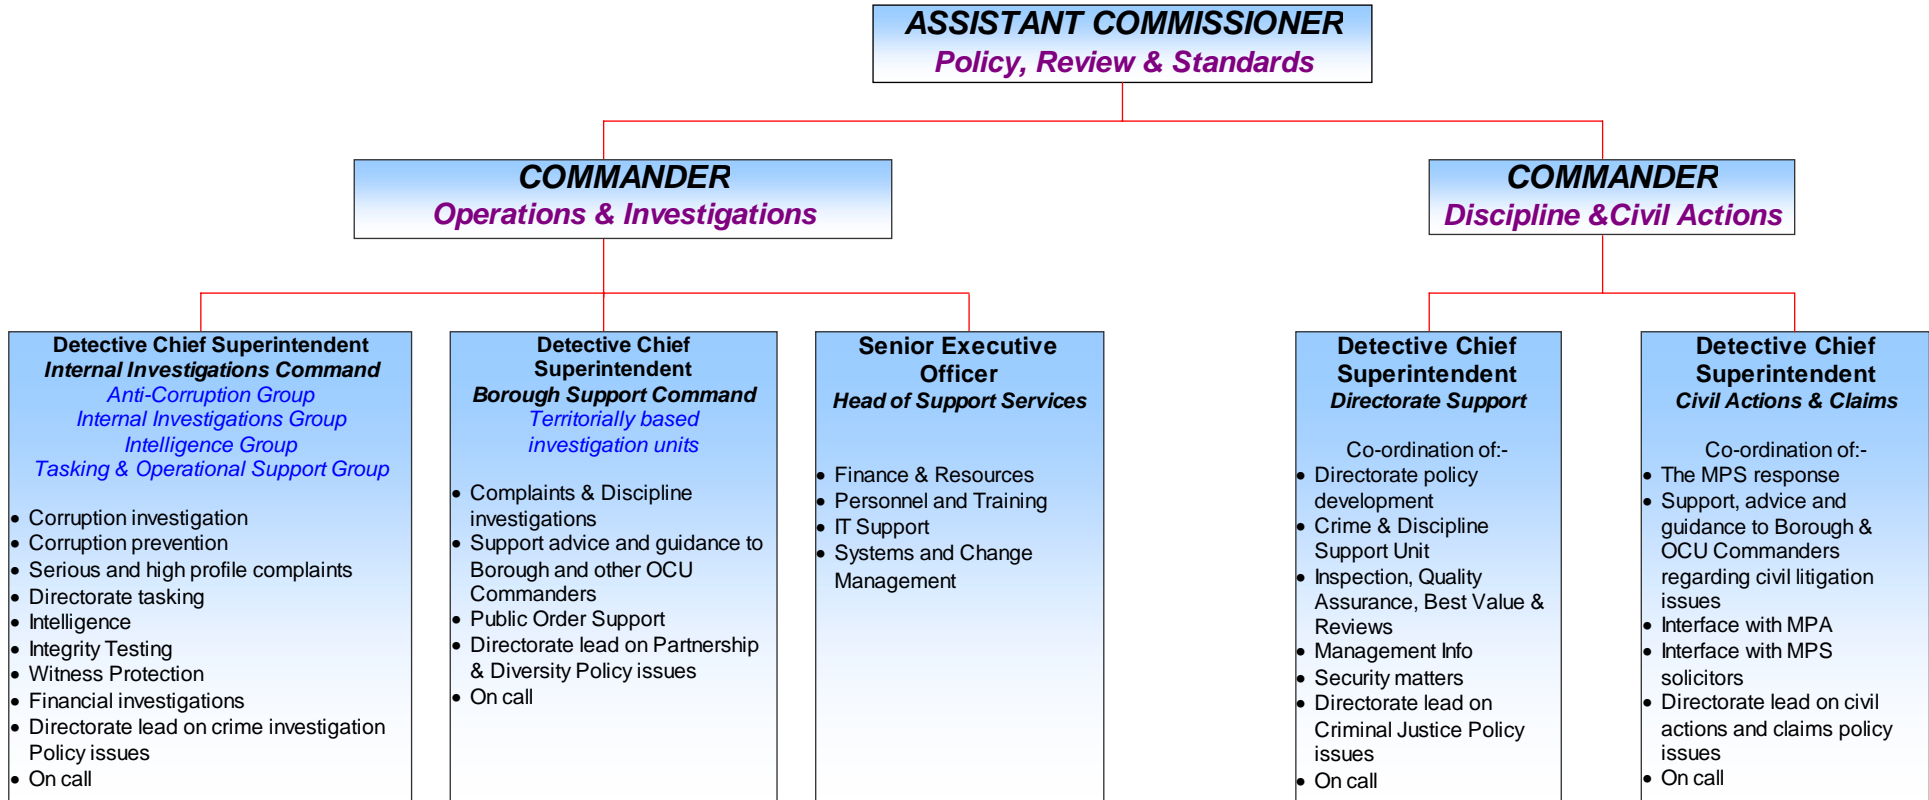 ASSISTANT COMMISSIONER
Policy, Review & Standards
COMMANDER
Operations & Investigations
COMMANDER
Discipline &Civil Actions
Detective Chief Superintendent
Internal Investigations Command
Anti-Corruption Group
Internal Investigations Group
Intelligence Group
Tasking & Operational Support Group
• Corruption investigation
• Corruption prevention
• Serious and high profile complaints
• Directorate tasking
• Intelligence
• Integrity Testing
• Witness Protection
• Financial investigations
• Directorate lead on crime investigation
Policy issues
• On call
Detective Chief
Superintendent
Borough Support Command
Territorially based
investigation units
• Complaints & Discipline
investigations
• Support advice and guidance to
Borough and other OCU
Commanders
• Public Order Support
• Directorate lead on Partnership
& Diversity Policy issues
• On call
Senior Executive
Officer
Head of Support Services
• Finance & Resources
• Personnel and Training
• IT Support
• Systems and Change
Management
Detective Chief
Superintendent
Directorate Support
Co-ordination of:-
• Directorate policy
development
• Crime & Discipline
Support Unit
• Inspection, Quality
Assurance, Best Value &
Reviews
• Management Info
• Security matters
• Directorate lead on
Criminal Justice Policy
issues
• On call
Detective Chief
Superintendent
Civil Actions & Claims
Co-ordination of:-
• The MPS response
• Support, advice and
guidance to Borough &
OCU Commanders
regarding civil litigation
issues
• Interface with MPA
• Interface with MPS
solicitors
• Directorate lead on civil
actions and claims policy
issues
• On call